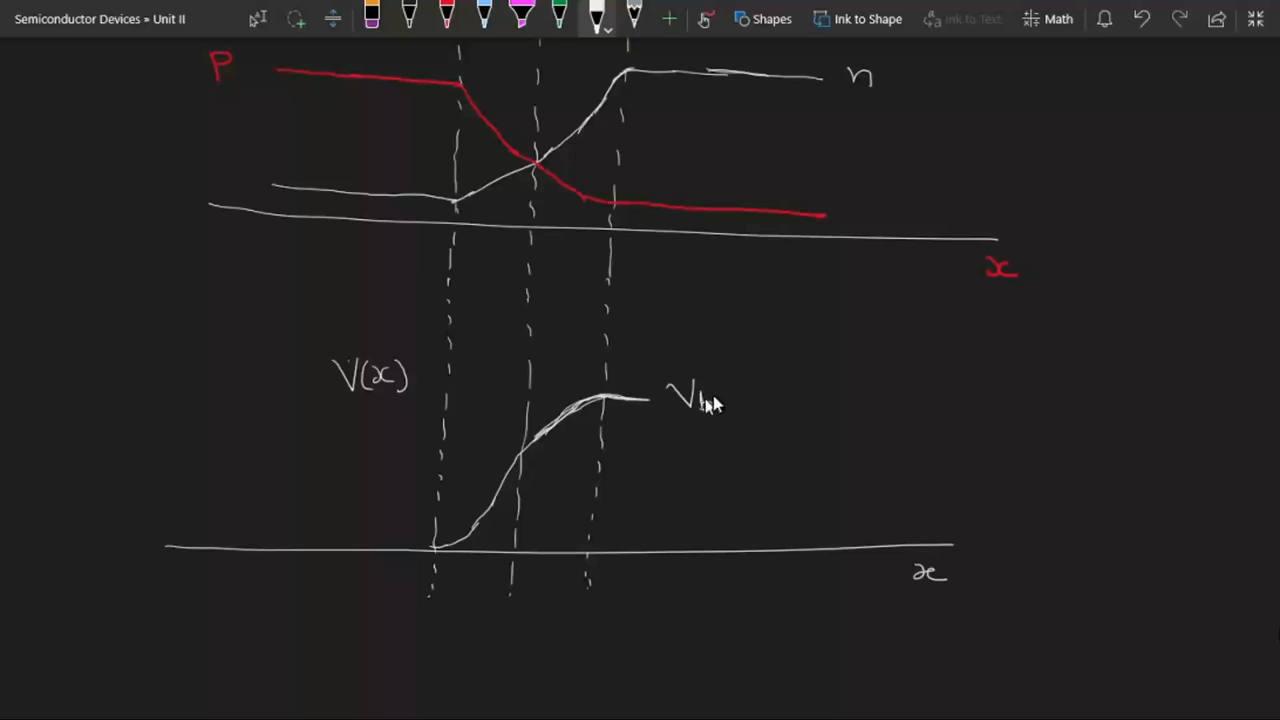 Semiconductor Devices » Unit II
Shapes
Ink to Shape
Ink to Text
Math
P
n
x
V(x)
x